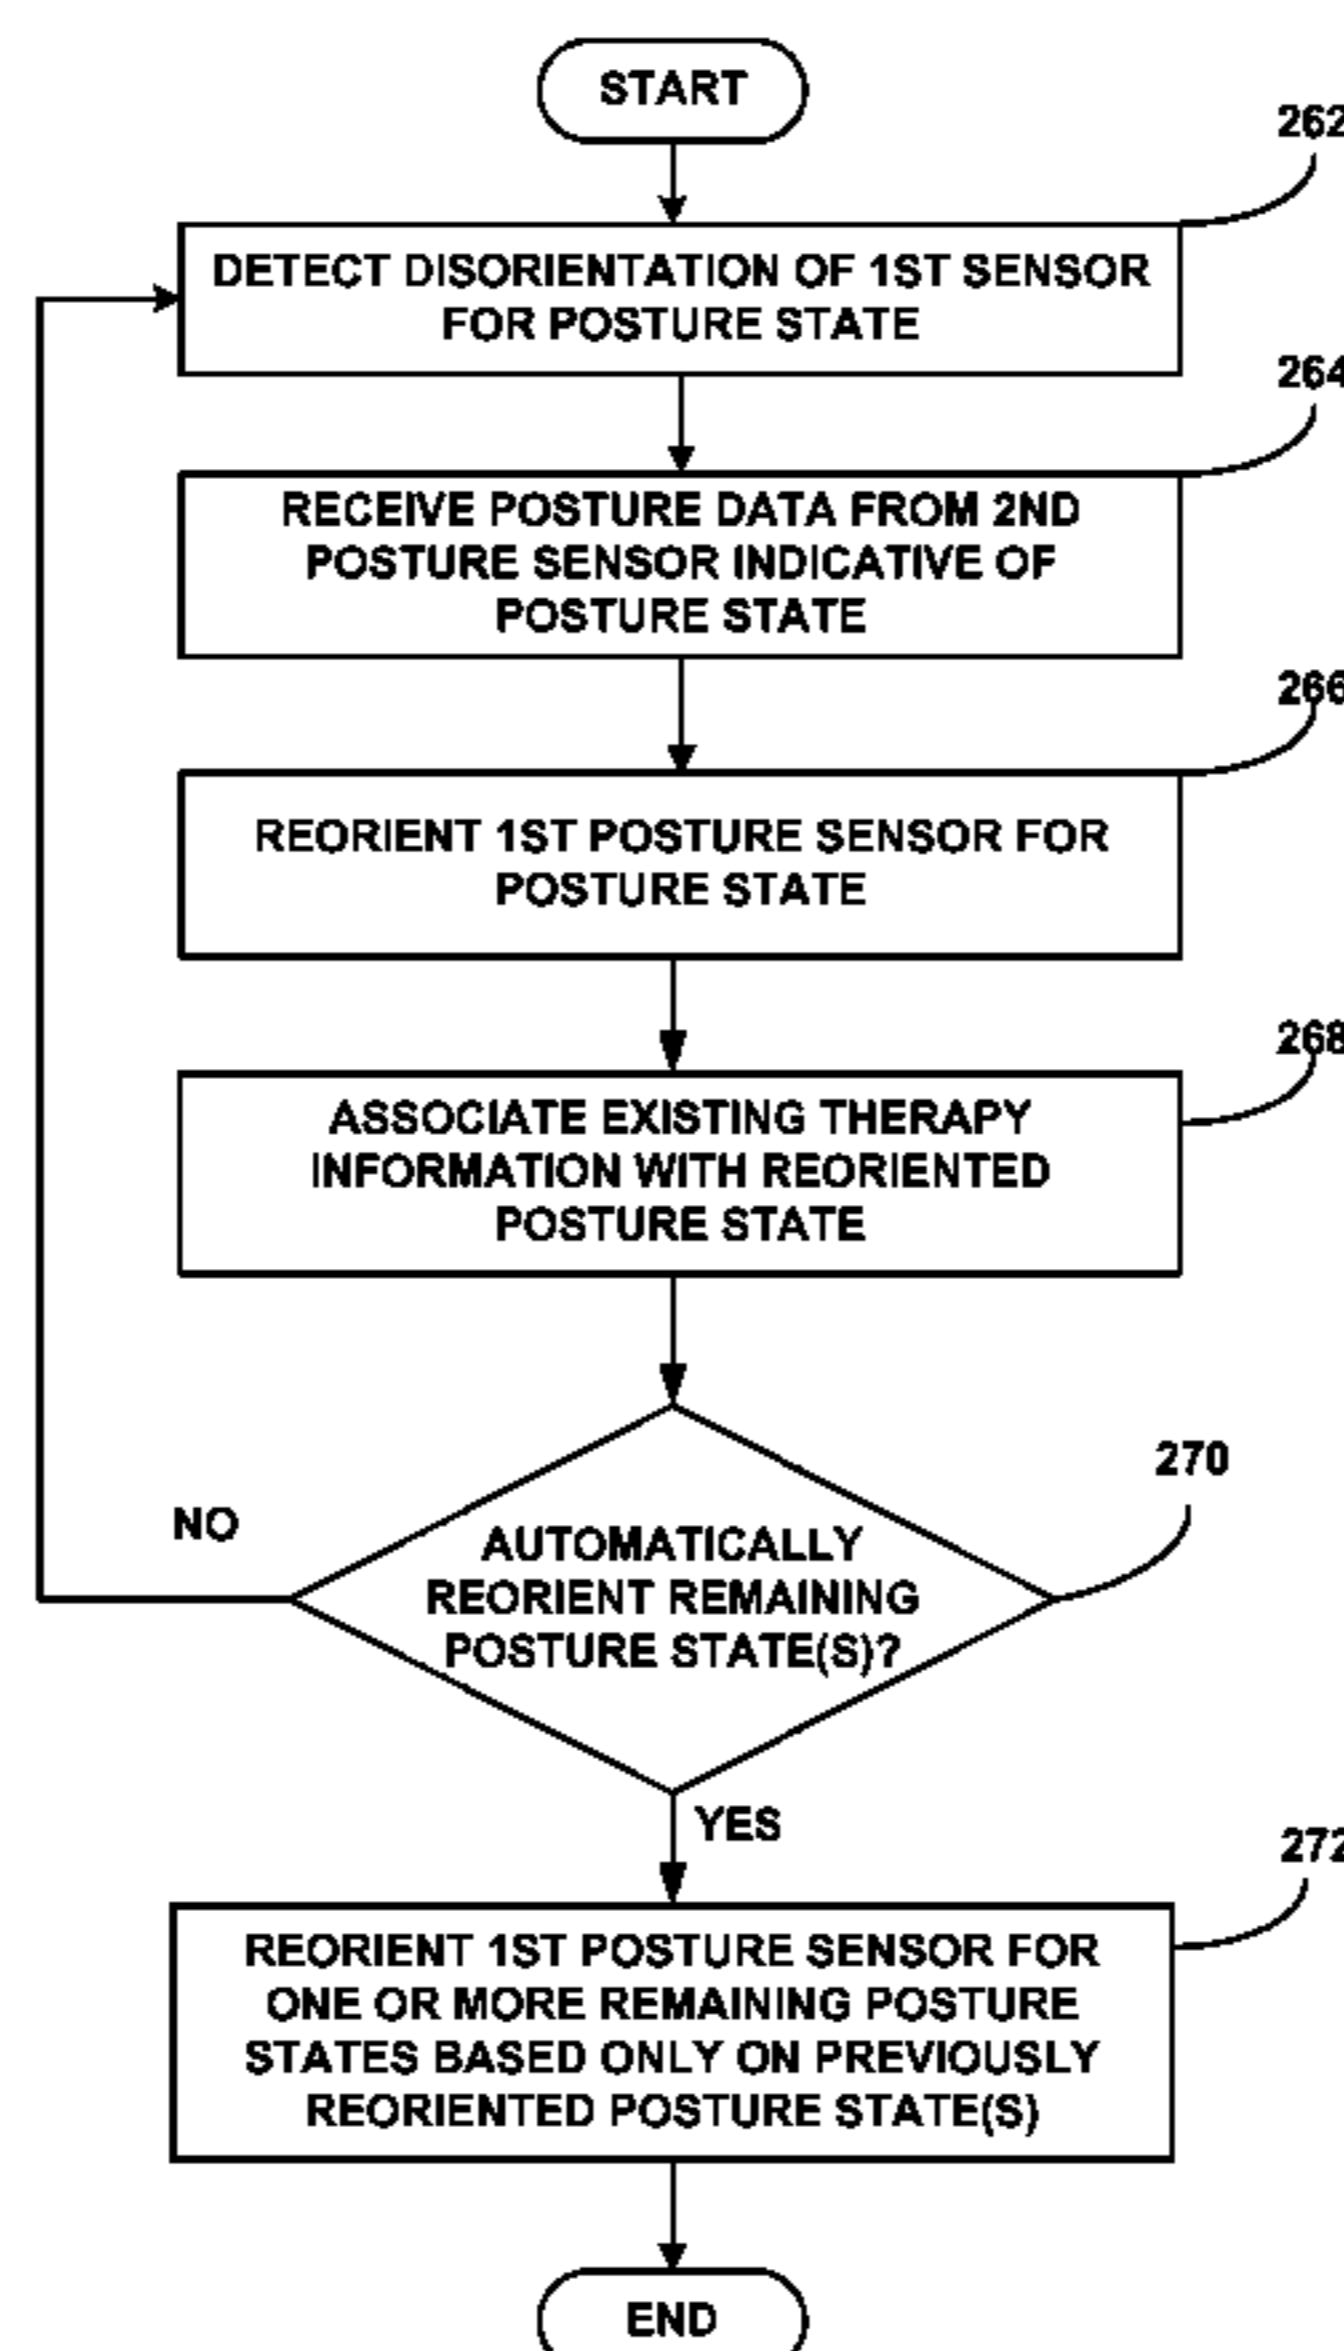 START
262
DETECT DISORIENTATION OF 1ST SENSOR
FOR POSTURE STATE
264
RECEIVE POSTURE DATA FROM 2ND
POSTURE SENSOR INDICATIVE OF
POSTURE STATE
266
REORIENT 1ST POSTURE SENSOR FOR
POSTURE STATE
268
ASSOCIATE EXISTING THERAPY
INFORMATION WITH REORIENTED
POSTURE STATE
270
NO
AUTOMATICALLY
REORIENT REMAINING
POSTURE STATE(S)?
YES
272
REORIENT 1ST POSTURE SENSOR FOR
ONE OR MORE REMAINING POSTURE
STATES BASED ONLY ON PREVIOUSLY
REORIENTED POSTURE STATE(S)
END